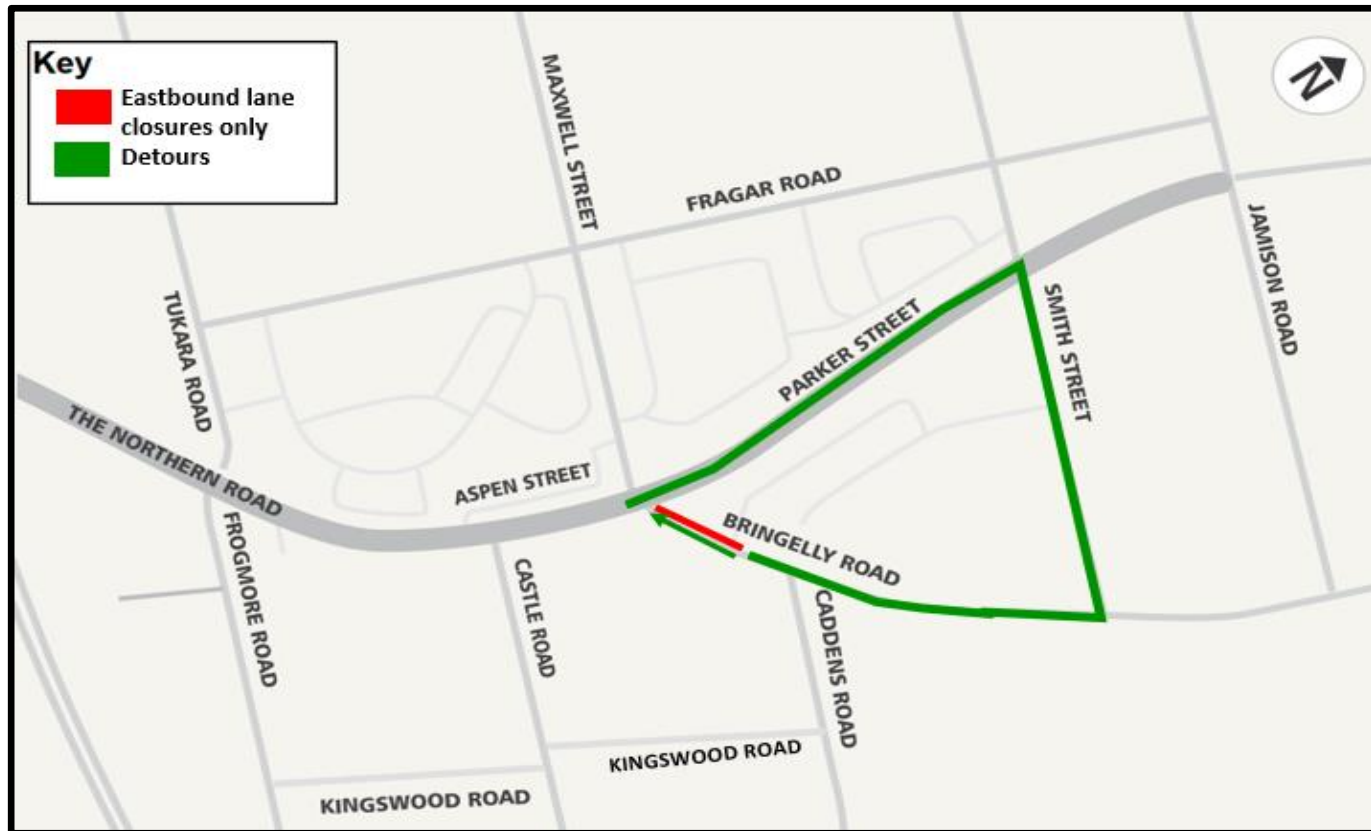 Key
Eastbound lane
closures only
Detours
N
MAXWELL STREET
FRAGAR ROAD
TUKARA ROAD
JAMISON ROAD
SMITH STREET
PARKER STREET
THE NORTHERN ROAD
ASPEN STREET
BRINGELLY ROAD
FROGMORE ROAD
CASTLE ROAD
CADDENS ROAD
KINGSWOOD ROAD
KINGSWOOD ROAD